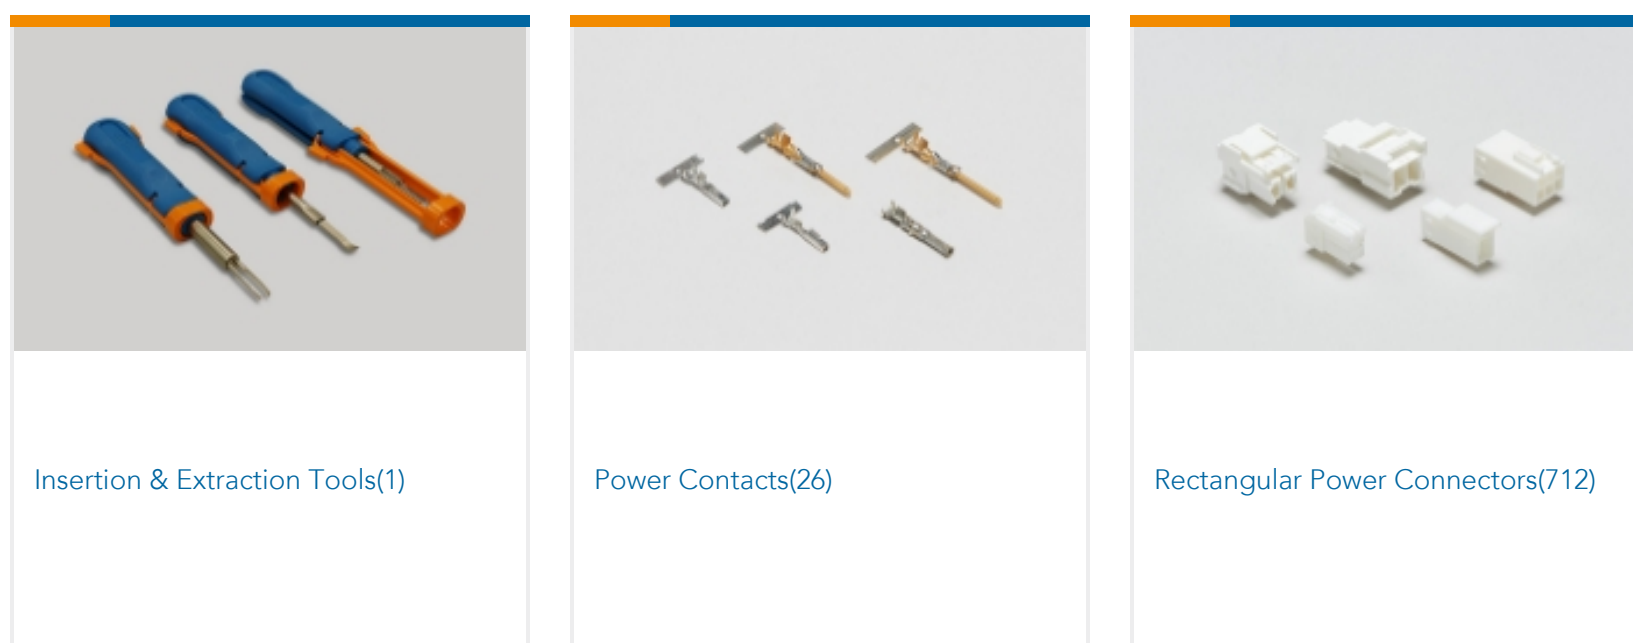 Insertion & Extraction Tools(1)
Power Contacts(26)
Rectangular Power Connectors(712)